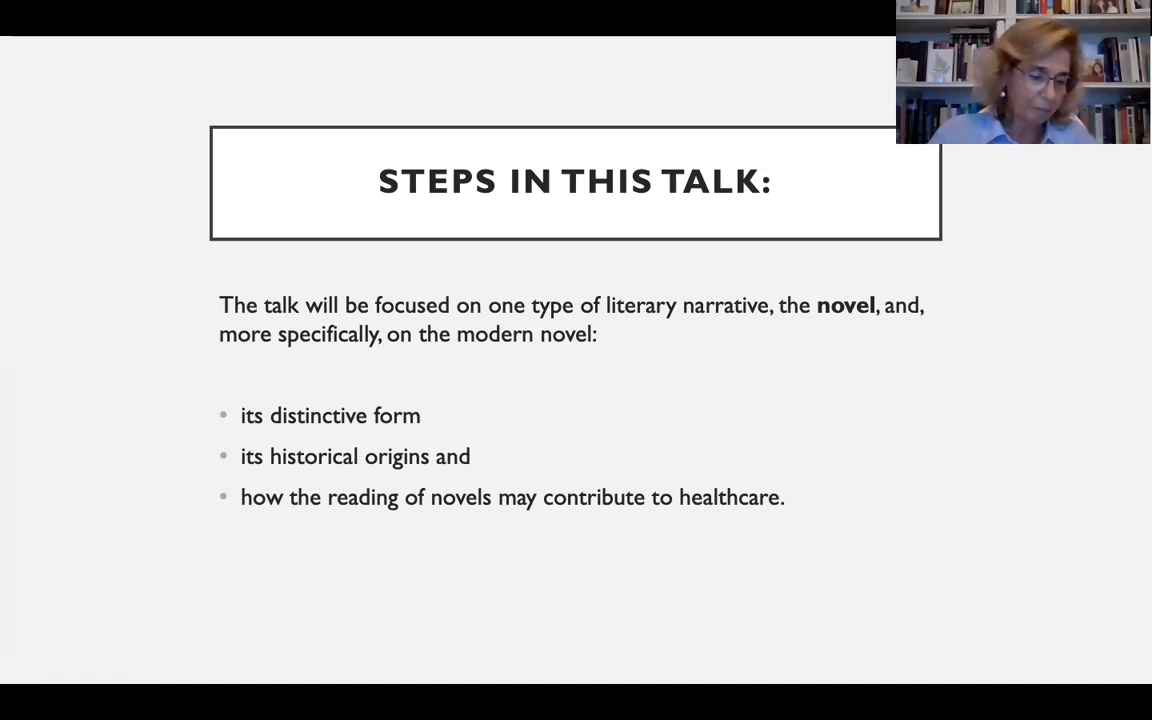 STEPS IN THIS TALK:
The talk will be focused on one type of literary narrative, the novel, and,
more specifically, on the modern novel:
• its distinctive form
• its historical origins and
• how the reading of novels may contribute to healthcare.